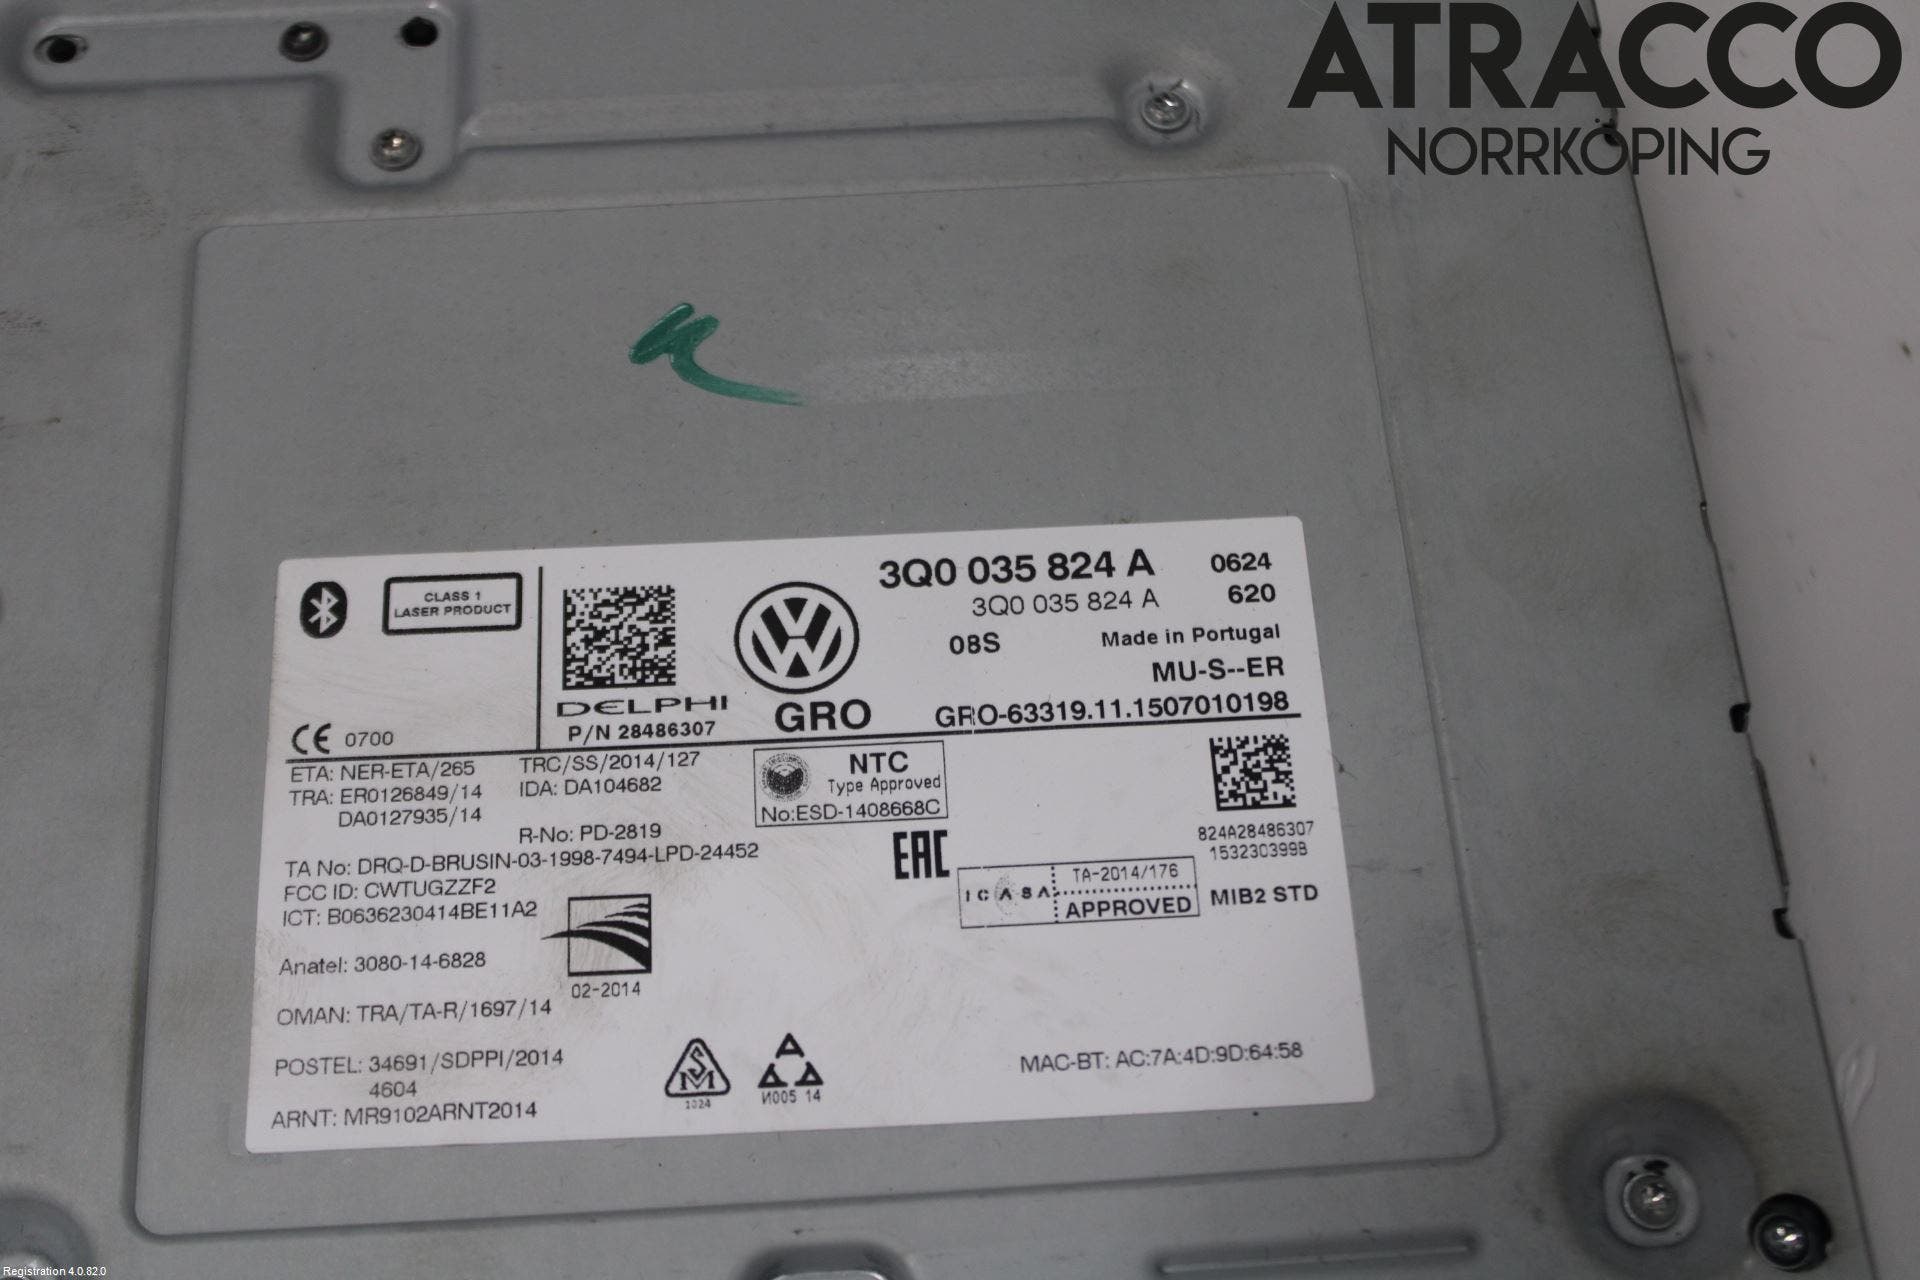 ATRACCO
NORRKÖPING
CLASS 1
LASER PRODUCT
CE 0700
DELPHI
P/N 28486307
GRO
3Q0 035 824 A 0624
3Q0 035 824 A 620
08S Made in Portugal
MU-S--ER
GRO-63319.11.1507010198
ETA: NER-ETA/265
TRA: ER0126849/14
DA0127935/14
TRC/SS/2014/127
IDA: DA104682
R-No: PD-2819
TA No: DRQ-D-BRUSIN-03-1998-7494-LPD-24452
FCC ID: CWTUGZZF2
ICT: B0636230414BE11A2
Anatel: 3080-14-6828
02-2014
OMAN: TRA/TA-R/1697/14
POSTEL: 34691/SDPPI/2014
4604
ARNT: MR9102ARNT2014
NTC
Type Approved
No:ESD-1408668C
EAC
ICASA
TA-2014/176
APPROVED
824A28486307
153230399B
MIB2 STD
SM
1024
И005 14
MAC-BT: AC:7A:4D:9D:64:58
Registration 4.0.82.0